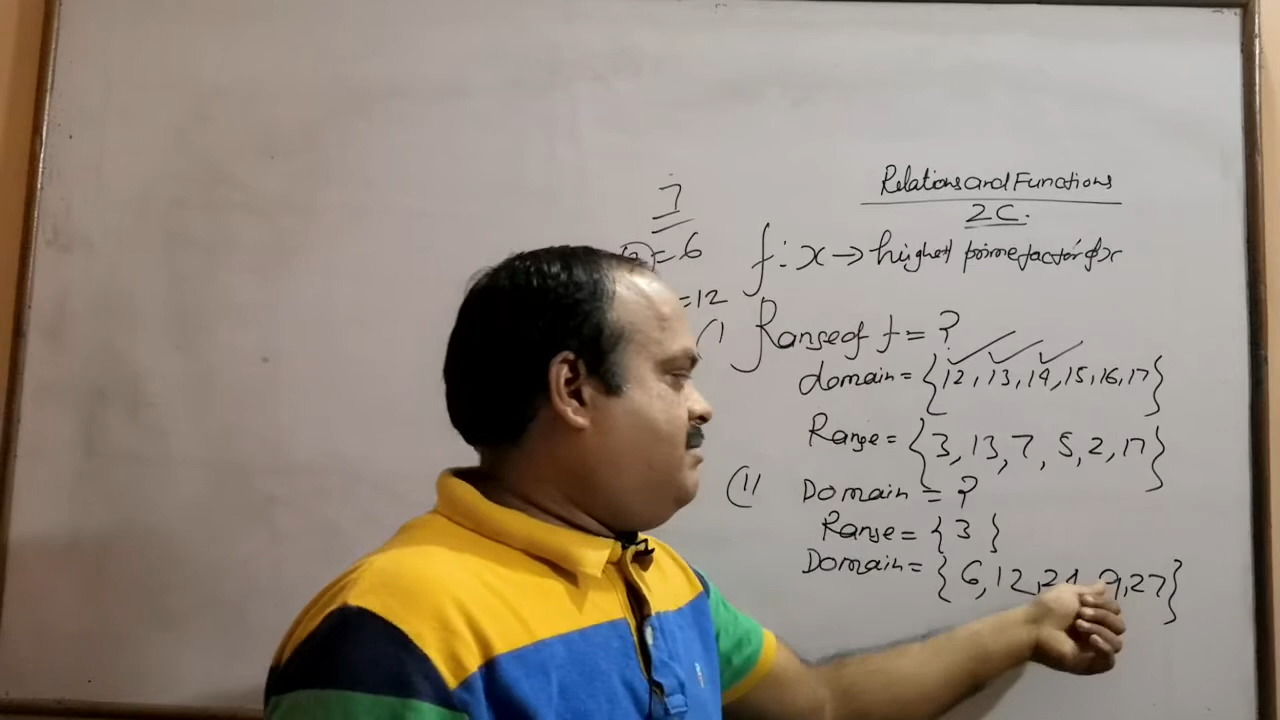 Relations and Functions
2C.
7
= 6
f : x → highest prime factor of x
= 12
(1 Range of f = ?
domain = {12, 13, 14, 15, 16, 17}
Range = {3, 13, 7, 5, 2, 17}
(11 Domain = ?
Range = {3}
Domain = {6, 12, 9, 27}